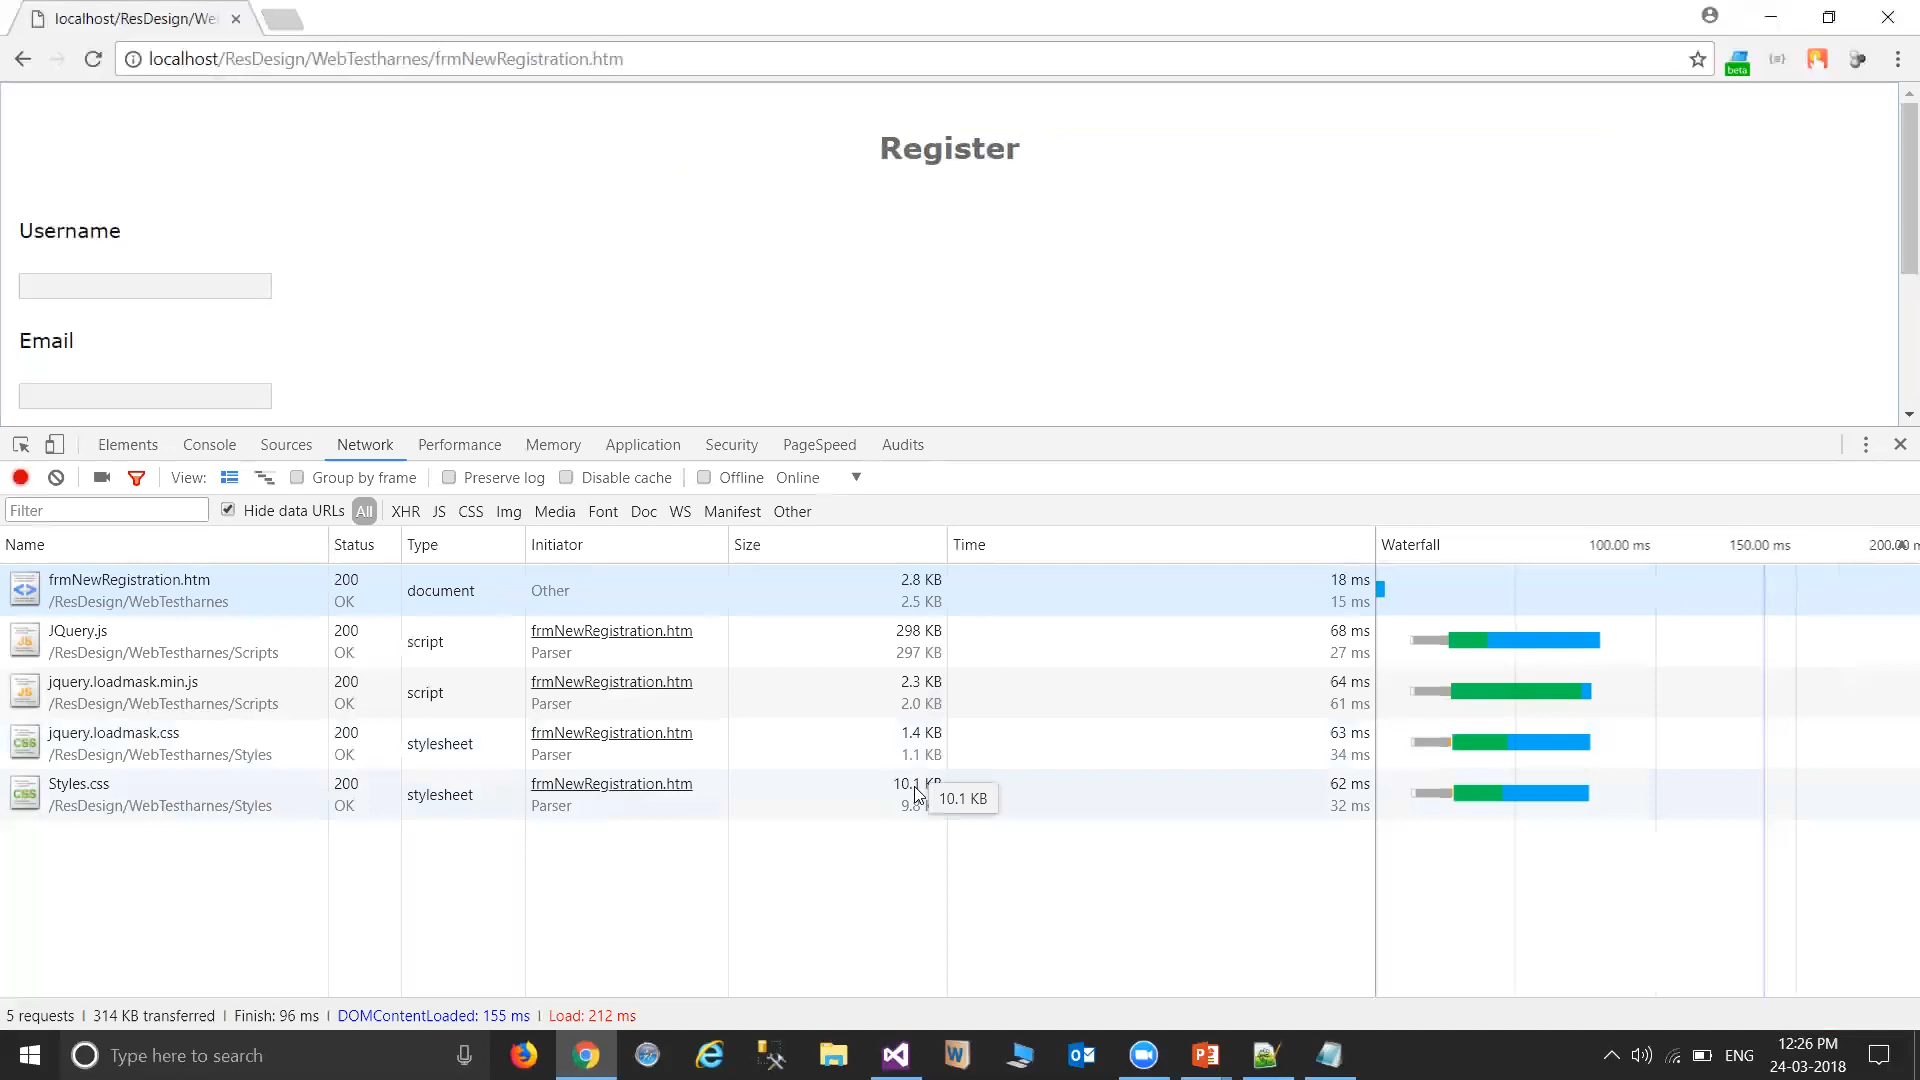 localhost/ResDesign/We
localhost/ResDesign/WebTestharnes/frmNewRegistration.htm
beta
Register
Username
Email
Elements Console Sources Network Performance Memory Application Security PageSpeed Audits
View: Group by frame Preserve log Disable cache Offline Online
Filter Hide data URLs All XHR JS CSS Img Media Font Doc WS Manifest Other
Name Status Type Initiator Size Time Waterfall 100.00 ms 150.00 ms
frmNewRegistration.htm 200 document Other 2.8 KB 18 ms
/ResDesign/WebTestharnes OK 2.5 KB 15 ms
JQuery.js 200 script frmNewRegistration.htm 298 KB 68 ms
/ResDesign/WebTestharnes/Scripts OK Parser 297 KB 27 ms
jquery.loadmask.min.js 200 script frmNewRegistration.htm 2.3 KB 64 ms
/ResDesign/WebTestharnes/Scripts OK Parser 2.0 KB 61 ms
jquery.loadmask.css 200 stylesheet frmNewRegistration.htm 1.4 KB 63 ms
/ResDesign/WebTestharnes/Styles OK Parser 1.1 KB 34 ms
Styles.css 200 stylesheet frmNewRegistration.htm 10.1 KB 62 ms
/ResDesign/WebTestharnes/Styles OK Parser 32 ms
10.1 KB
5 requests | 314 KB transferred | Finish: 96 ms | DOMContentLoaded: 155 ms | Load: 212 ms
Type here to search
ENG
12:26 PM
24-03-2018